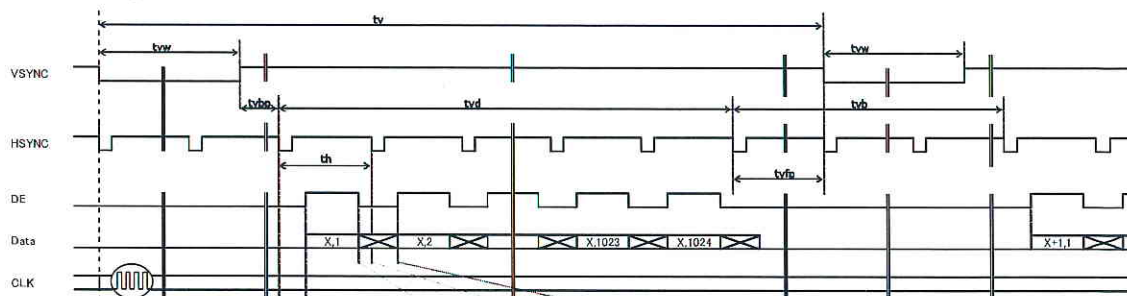 tv
tvw
tvw
VSYNC
tvbp
tvd
tvb
HSYNC
th
tvfp
DE
Data
X,1
X,2
X,1023
X,1024
X+1,1
CLK